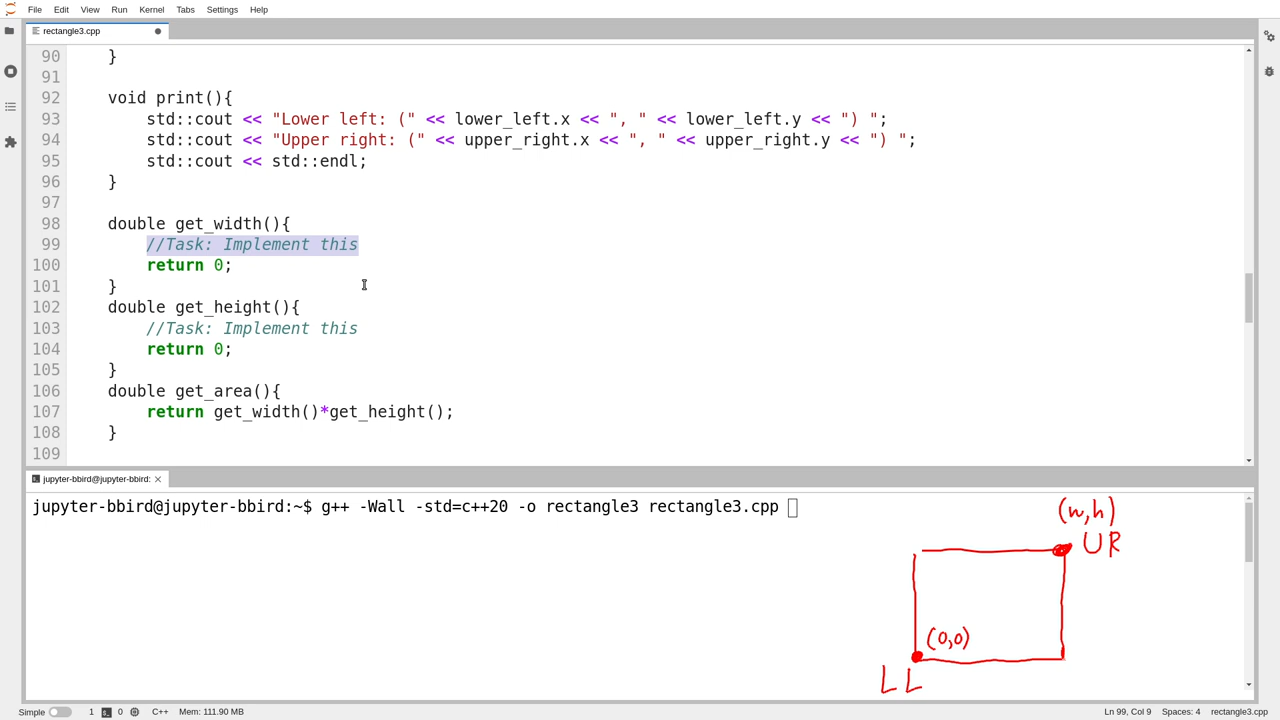 File Edit View Run Kernel Tabs Settings Help
rectangle3.cpp
90 }
91
92 void print(){
93 std::cout << "Lower left: (" << lower_left.x << ", " << lower_left.y << ") ";
94 std::cout << "Upper right: (" << upper_right.x << ", " << upper_right.y << ") ";
95 std::cout << std::endl;
96 }
97
98 double get_width(){
99 //Task: Implement this
100 return 0;
101 }
102 double get_height(){
103 //Task: Implement this
104 return 0;
105 }
106 double get_area(){
107 return get_width()*get_height();
108 }
109
jupyter-bbird@jupyter-bbird:
jupyter-bbird@jupyter-bbird:~$ g++ -Wall -std=c++20 -o rectangle3 rectangle3.cpp
(w,h)
UR
(0,0)
LL
Simple 1 0 C++ Mem: 111.90 MB Ln 99, Col 9 Spaces: 4 rectangle3.cpp